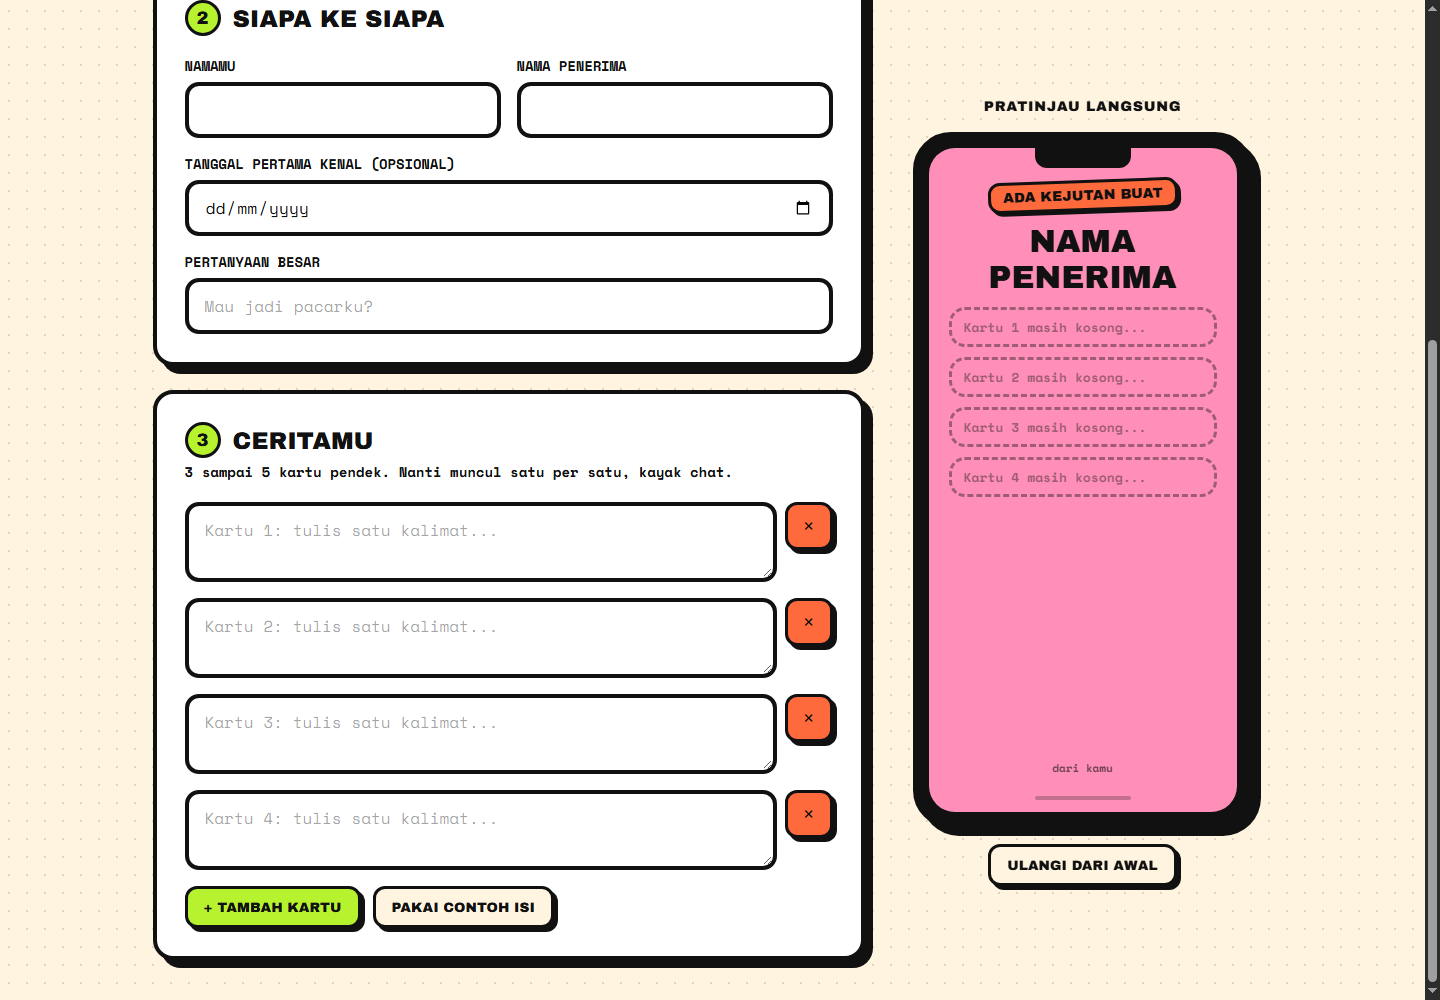 2 SIAPA KE SIAPA
NAMAMU
NAMA PENERIMA
TANGGAL PERTAMA KENAL (OPSIONAL)
dd/mm/yyyy
PERTANYAAN BESAR
Mau jadi pacarku?
3 CERITAMU
3 sampai 5 kartu pendek. Nanti muncul satu per satu, kayak chat.
Kartu 1: tulis satu kalimat...
×
Kartu 2: tulis satu kalimat...
×
Kartu 3: tulis satu kalimat...
×
Kartu 4: tulis satu kalimat...
×
+ TAMBAH KARTU
PAKAI CONTOH ISI
PRATINJAU LANGSUNG
ADA KEJUTAN BUAT
NAMA
PENERIMA
Kartu 1 masih kosong...
Kartu 2 masih kosong...
Kartu 3 masih kosong...
Kartu 4 masih kosong...
dari kamu
ULANGI DARI AWAL